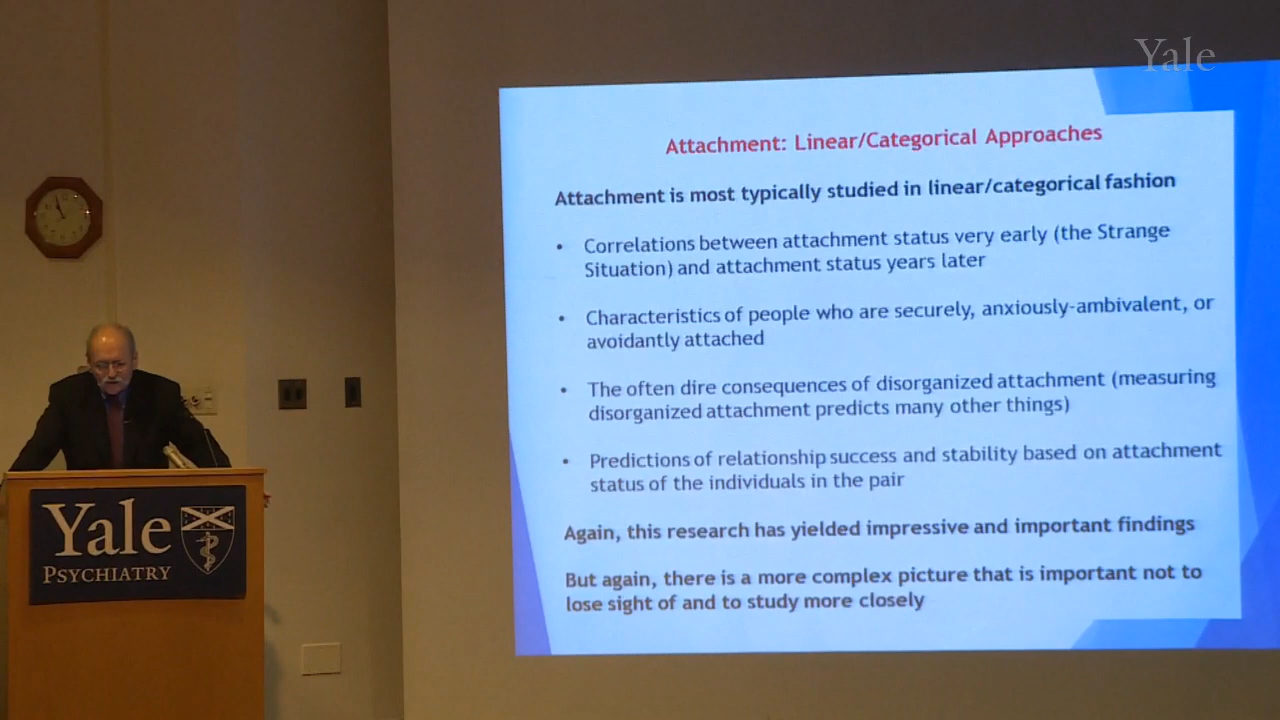 Yale
Attachment: Linear/Categorical Approaches
Attachment is most typically studied in linear/categorical fashion
• Correlations between attachment status very early (the Strange
Situation) and attachment status years later
• Characteristics of people who are securely, anxiously-ambivalent, or
avoidantly attached
• The often dire consequences of disorganized attachment (measuring
disorganized attachment predicts many other things)
• Predictions of relationship success and stability based on attachment
status of the individuals in the pair
Again, this research has yielded impressive and important findings
But again, there is a more complex picture that is important not to
lose sight of and to study more closely
Yale
PSYCHIATRY